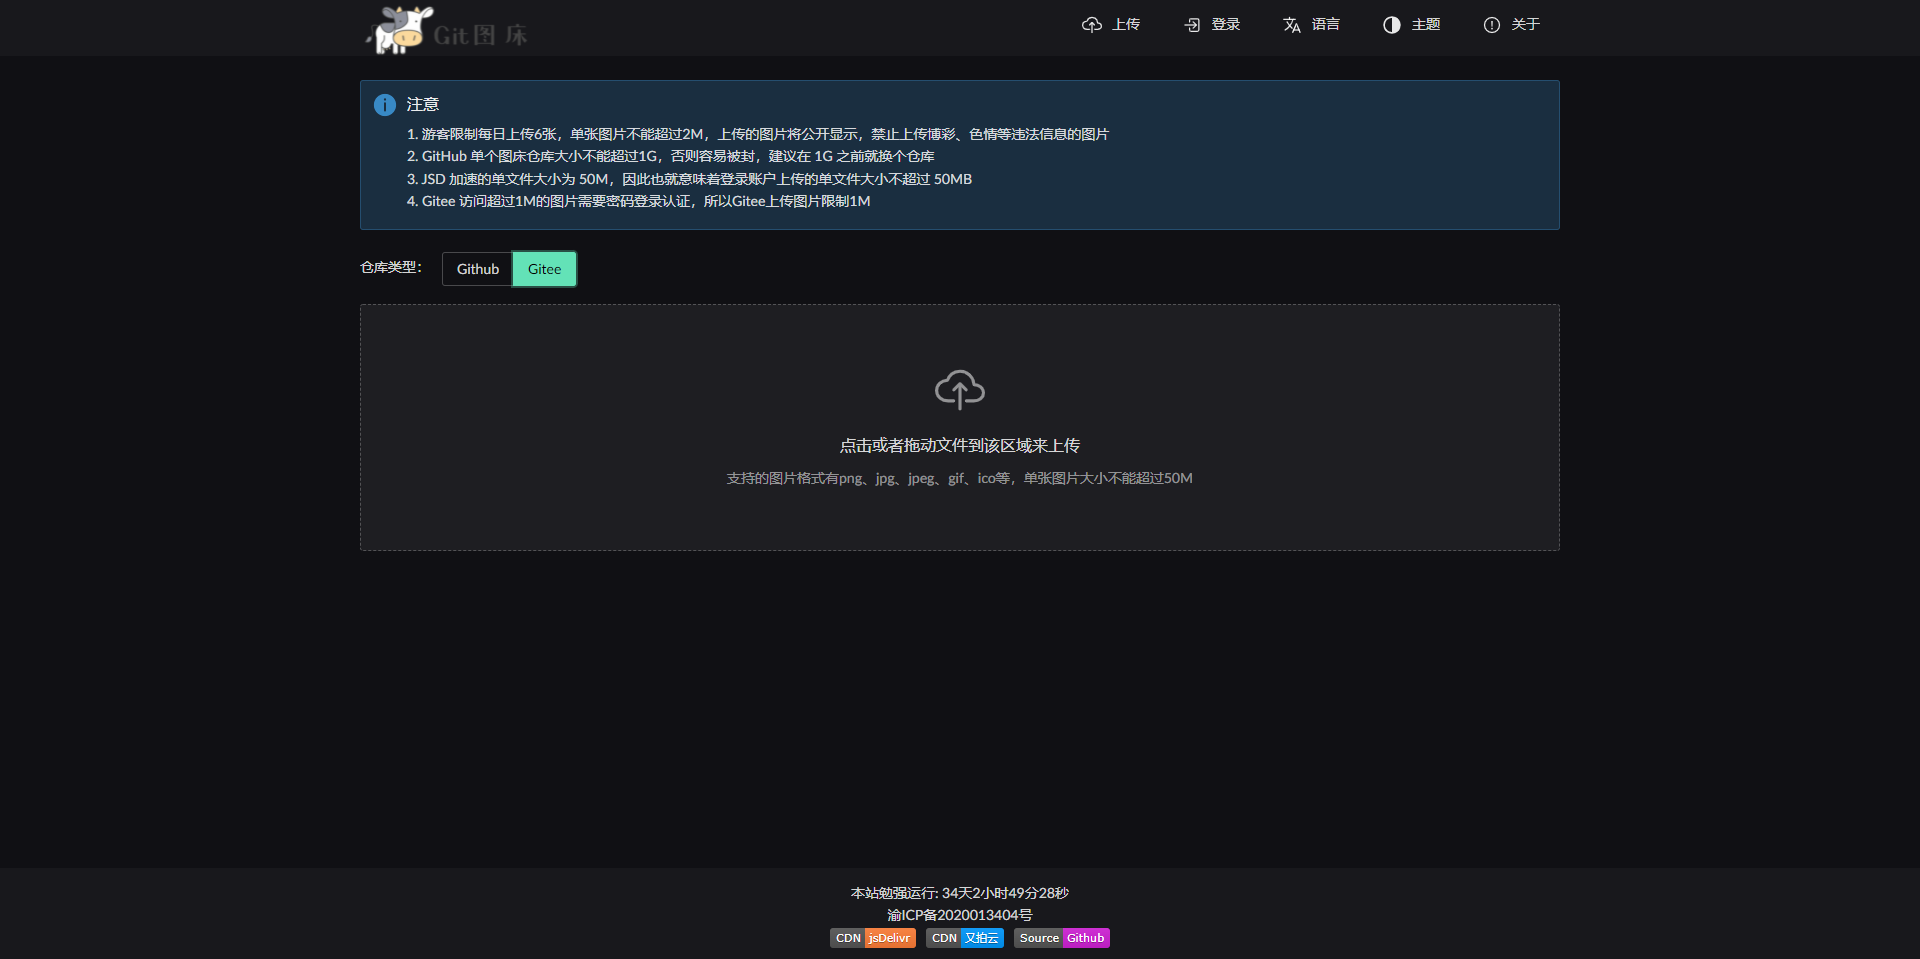 Git图床
上传
登录
语言
主题
关于
注意
1. 游客限制每日上传6张，单张图片不能超过2M，上传的图片将公开显示，禁止上传博彩、色情等违法信息的图片
2. GitHub 单个图床仓库大小不能超过1G，否则容易被封，建议在 1G 之前就换个仓库
3. JSD 加速的单文件大小为 50M，因此也就意味着登录账户上传的单文件大小不超过 50MB
4. Gitee 访问超过1M的图片需要密码登录认证，所以Gitee上传图片限制1M
仓库类型：
Github
Gitee
点击或者拖动文件到该区域来上传
支持的图片格式有png、jpg、jpeg、gif、ico等，单张图片大小不能超过50M
本站勉强运行: 34天2小时49分28秒
渝ICP备2020013404号
CDN jsDelivr
CDN 又拍云
Source Github